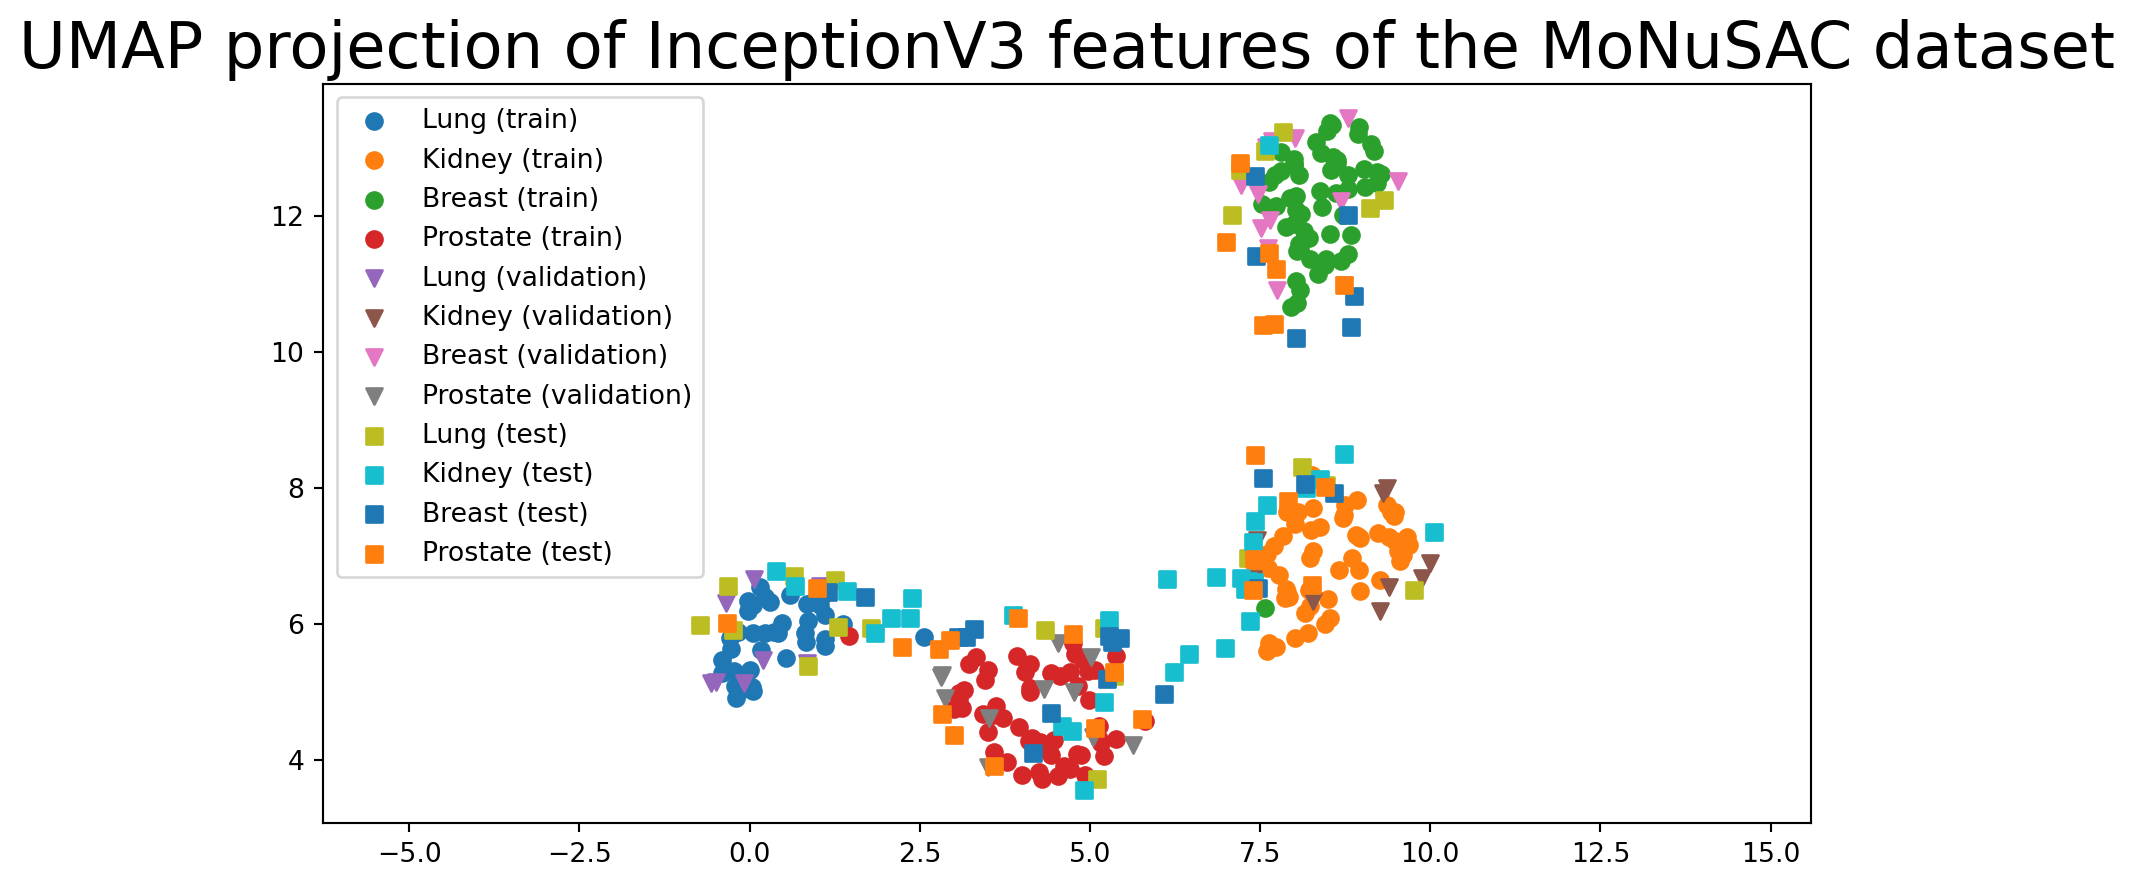 UMAP projection of InceptionV3 features of the MoNuSAC dataset
Lung (train)
Kidney (train)
Breast (train)
Prostate (train)
Lung (validation)
Kidney (validation)
Breast (validation)
Prostate (validation)
Lung (test)
Kidney (test)
Breast (test)
Prostate (test)
12
10
8
6
4
−5.0 −2.5 0.0 2.5 5.0 7.5 10.0 12.5 15.0